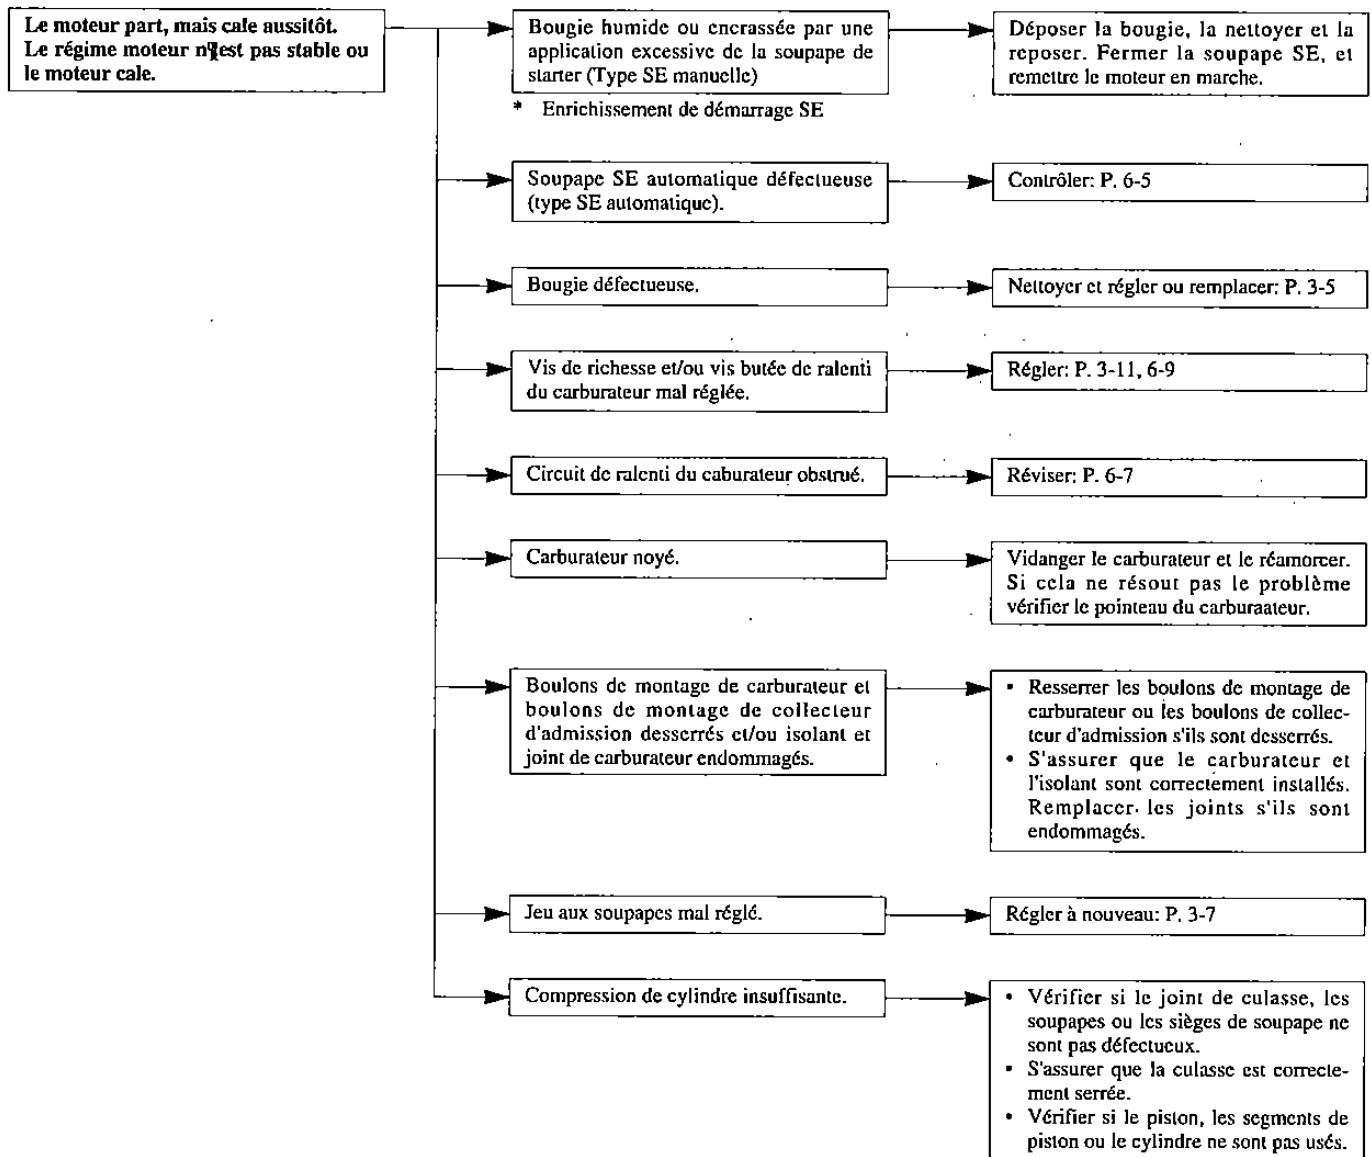 Le moteur part, mais cale aussitôt.
Le régime moteur n¶est pas stable ou
le moteur cale.
Bougie humide ou encrassée par une
application excessive de la soupape de
starter (Type SE manuelle)
* Enrichissement de démarrage SE
Déposer la bougie, la nettoyer et la
reposer. Fermer la soupape SE, et
remettre le moteur en marche.
Soupape SE automatique défectueuse
(type SE automatique).
Contrôler: P. 6-5
Bougie défectueuse.
Nettoyer et régler ou remplacer: P. 3-5
Vis de richesse et/ou vis butée de ralenti
du carburateur mal réglée.
Régler: P. 3-11, 6-9
Circuit de ralenti du caburateur obstrué.
Réviser: P. 6-7
Carburateur noyé.
Vidanger le carburateur et le réamorcer.
Si cela ne résout pas le problème
vérifier le pointeau du carburaateur.
Boulons de montage de carburateur et
boulons de montage de collecteur
d'admission desserrés et/ou isolant et
joint de carburateur endommagés.
• Resserrer les boulons de montage de
carburateur ou les boulons de collec-
teur d'admission s'ils sont desserrés.
• S'assurer que le carburateur et
l'isolant sont correctement installés.
Remplacer les joints s'ils sont
endommagés.
Jeu aux soupapes mal réglé.
Régler à nouveau: P. 3-7
Compression de cylindre insuffisante.
• Vérifier si le joint de culasse, les
soupapes ou les sièges de soupape ne
sont pas défectueux.
• S'assurer que la culasse est correcte-
ment serrée.
• Vérifier si le piston, les segments de
piston ou le cylindre ne sont pas usés.